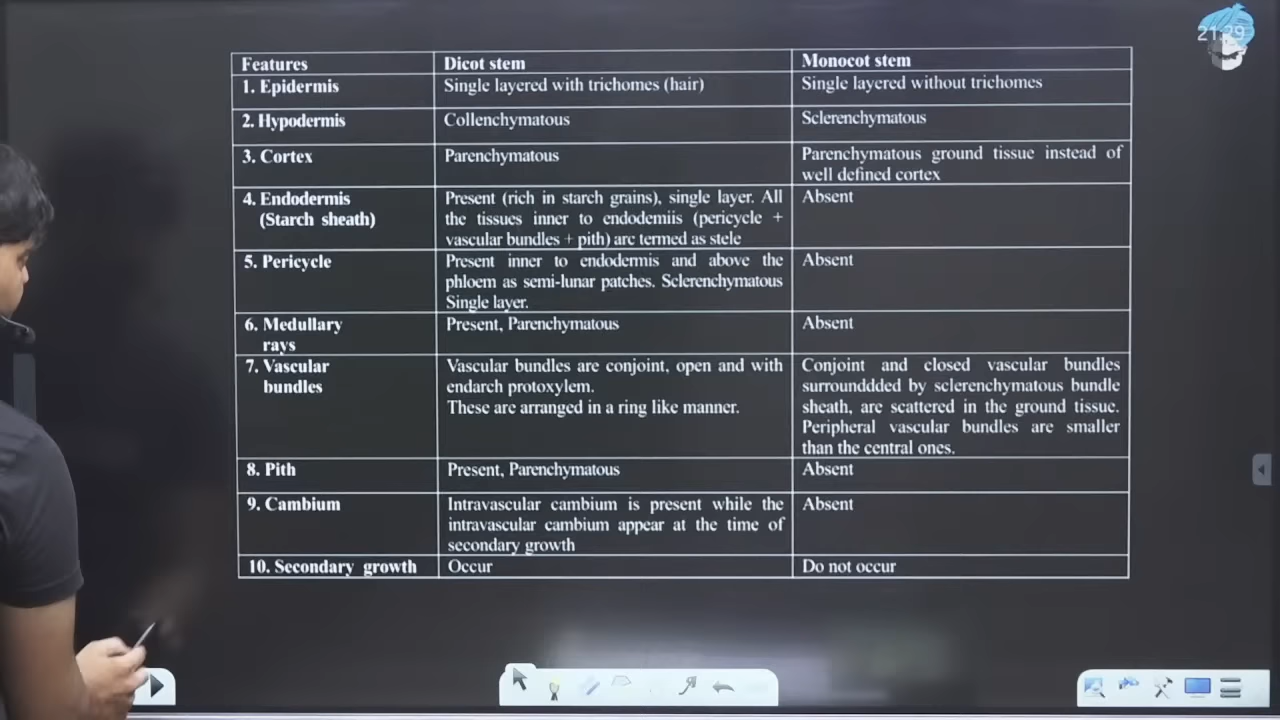 21:29
Features
Dicot stem
Monocot stem
1. Epidermis
Single layered with trichomes (hair)
Single layered without trichomes
2. Hypodermis
Collenchymatous
Sclerenchymatous
3. Cortex
Parenchymatous
Parenchymatous ground tissue instead of
well defined cortex
4. Endodermis
(Starch sheath)
Present (rich in starch grains), single layer. All
the tissues inner to endodemiis (pericycle +
vascular bundles + pith) arc termed as stele
Absent
5. Pericycle
Present inner to endodermis and above the
phloem as semi-lunar patches. Sclerenchymatous
Single layer.
Absent
6. Medullary
rays
Present, Parenchymatous
Absent
7. Vascular
bundles
Vascular bundles are conjoint, open and with
endarch protoxylem.
These are arranged in a ring like manner.
Conjoint and closed vascular bundles
surrounddded by sclerenchymatous bundle
sheath, are scattered in the ground tissue.
Peripheral vascular bundles are smaller
than the central ones.
8. Pith
Present, Parenchymatous
Absent
9. Cambium
Intravascular cambium is present while the
intravascular cambium appear at the time of
secondary growth
Absent
10. Secondary growth
Occur
Do not occur